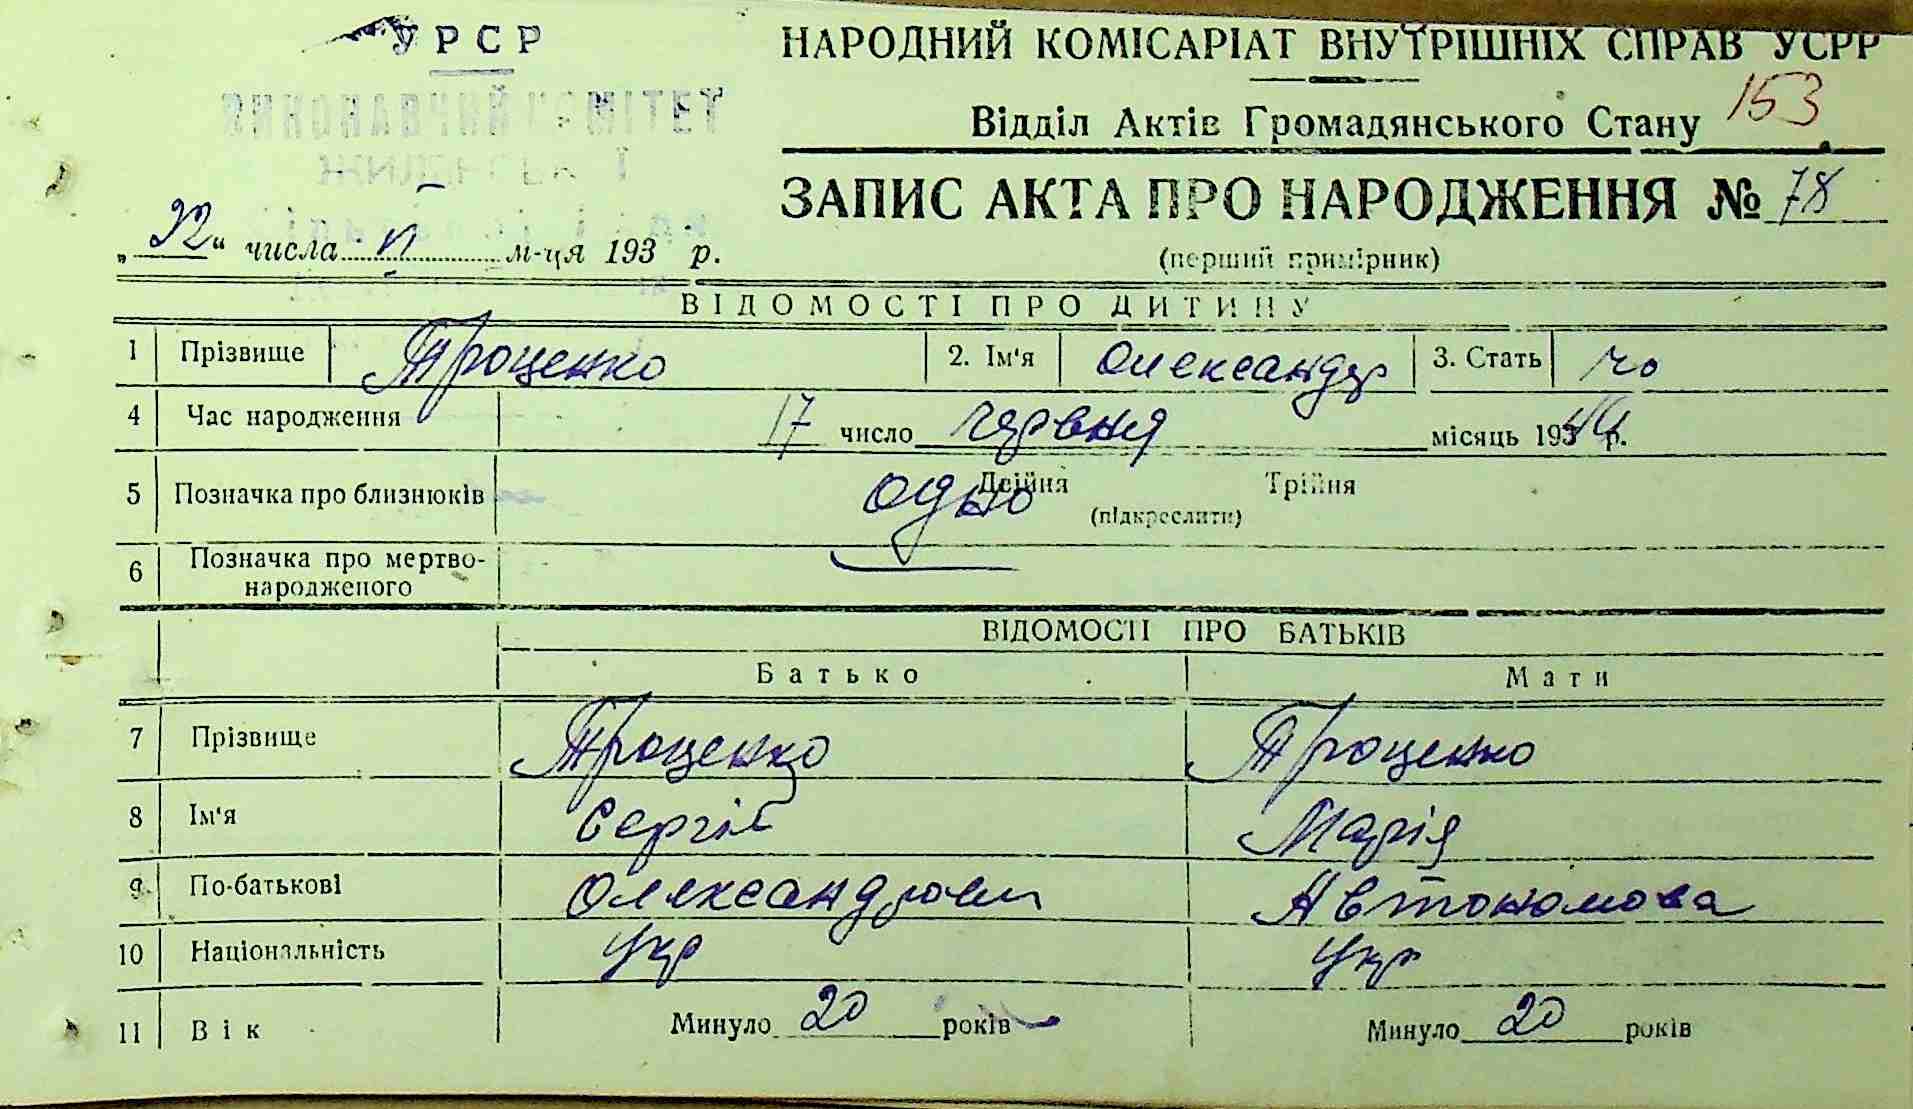 УРСР
НАРОДНИЙ КОМІСАРІАТ ВНУТРІШНІХ СПРАВ УСРР
Відділ Актів Громадянського Стану 153
ЗАПИС АКТА ПРО НАРОДЖЕННЯ № 78
„22“ числа VI м-ця 193 р.
(перший примірник)
ВІДОМОСТІ ПРО ДИТИНУ
1 Прізвище Троценко 2. Ім'я Олександр 3. Стать чо
4 Час народження 17 число червня місяць 193 р.
5 Позначка про близнюків одно Двійня Трійня
(підкреслити)
6 Позначка про мертво-
народженого
ВІДОМОСТІ ПРО БАТЬКІВ
Батько Мати
7 Прізвище Троценко Троценко
8 Ім'я Сергій Марія
9 По-батькові Олександрович Автономова
10 Національність Укр Укр
11 Вік Минуло 20 років Минуло 20 років